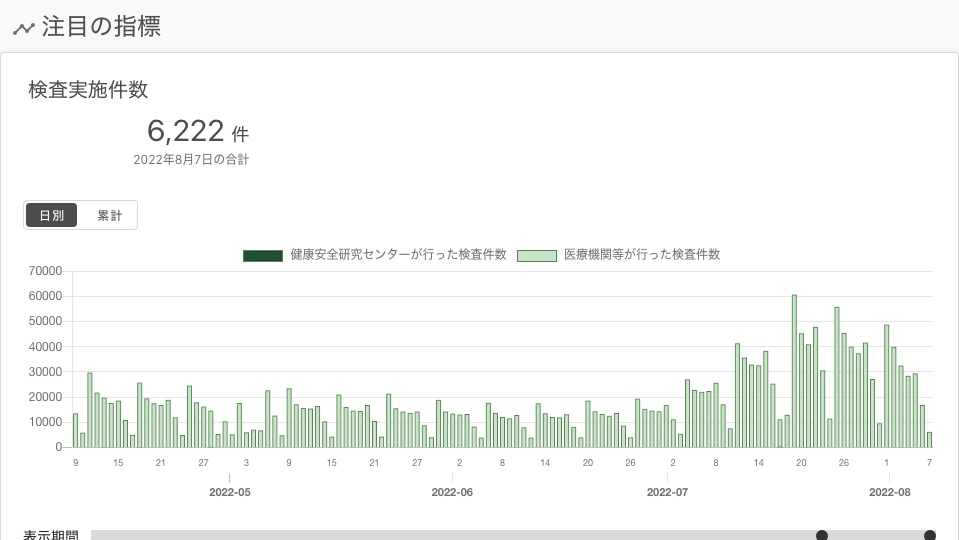 注目の指標
検査実施件数
6,222 件
2022年8月7日の合計
日別 累計
健康安全研究センターが行った検査件数 医療機関等が行った検査件数
70000
60000
50000
40000
30000
20000
10000
0
9 15 21 27 3 9 15 21 27 2 8 14 20 26 2 8 14 20 26 1 7
2022-05 2022-06 2022-07 2022-08
表示期間